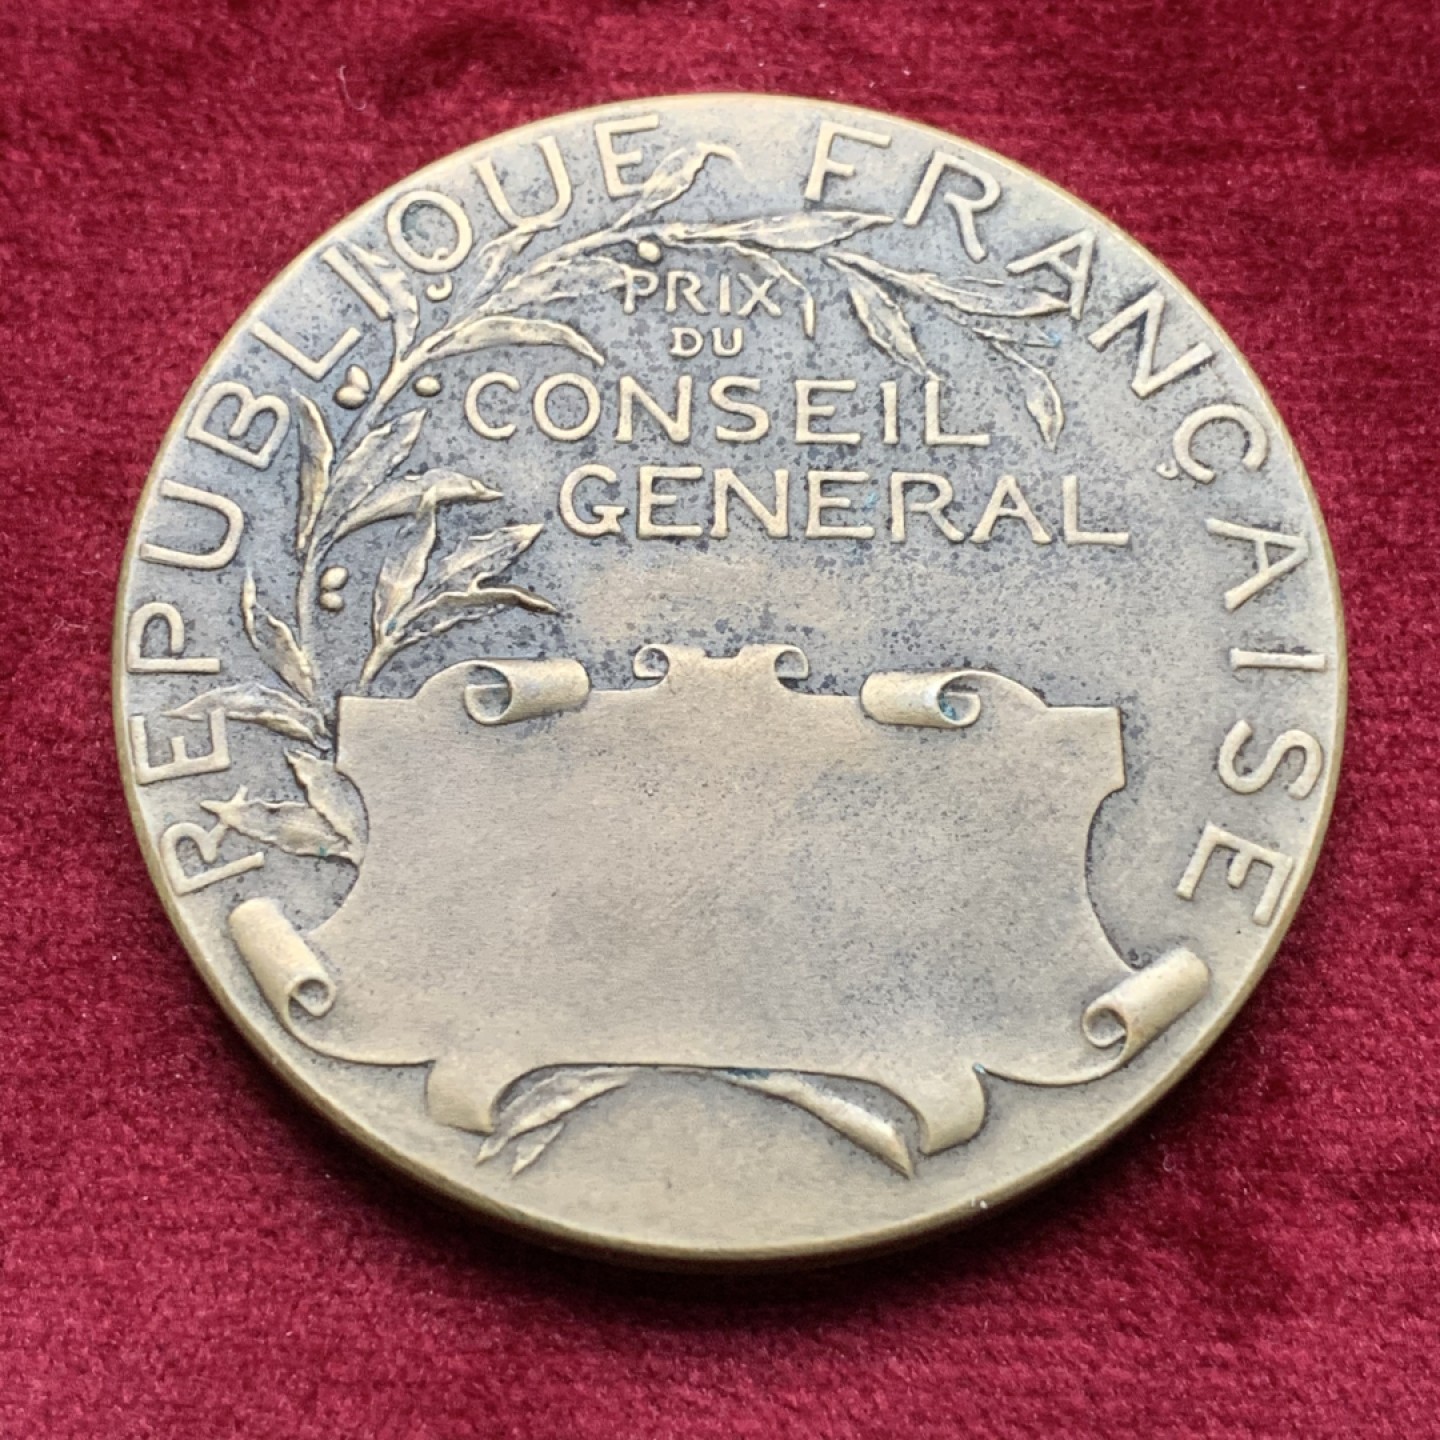 REPUBLIQUE FRANÇAISE
PRIX
DU
CONSEIL
GENERAL